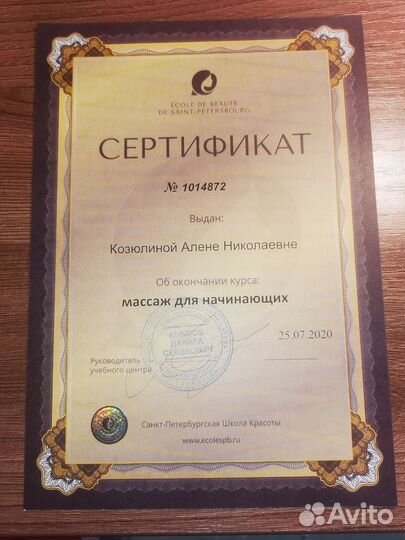 ÉCOLE DE BEAUTÉ
DE SAINT-PÉTERSBOURG
СЕРТИФИКАТ
№ 1014872
Выдан:
Козюлиной Алене Николаевне
Об окончании курса:
массаж для начинающих
25.07.2020
Руководитель
учебного центра
Санкт-Петербургская Школа Красоты
www.ecolespb.ru
Avito